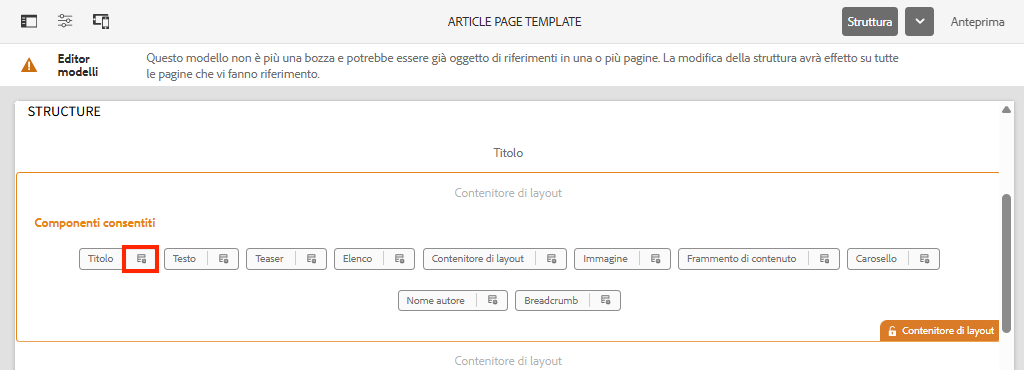 ARTICLE PAGE TEMPLATE Struttura Anteprima
Editor modelli
Questo modello non è più una bozza e potrebbe essere già oggetto di riferimenti in una o più pagine. La modifica della struttura avrà effetto su tutte
le pagine che vi fanno riferimento.
STRUCTURE
Titolo
Contenitore di layout
Componenti consentiti
Titolo Testo Teaser Elenco Contenitore di layout Immagine Frammento di contenuto Carosello
Nome autore Breadcrumb
Contenitore di layout
Contenitore di layout